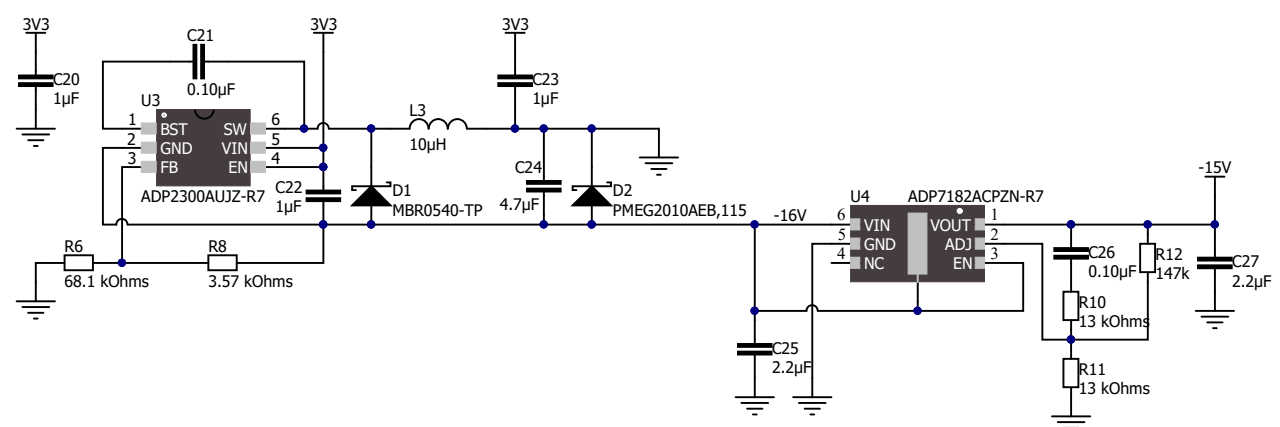 3V3
C20
1µF
C21
0.10µF
U3
1 BST SW 6
2 GND VIN 5
3 FB EN 4
ADP2300AUJZ-R7
3V3
C22
1µF
R6
68.1 kOhms
R8
3.57 kOhms
D1
MBR0540-TP
L3
10µH
3V3
C23
1µF
C24
4.7µF
D2
PMEG2010AEB,115
-16V
C25
2.2µF
U4
ADP7182ACPZN-R7
6 VIN VOUT 1
5 GND ADJ 2
4 NC EN 3
C26
0.10µF
R10
13 kOhms
R11
13 kOhms
R12
147k
-15V
C27
2.2µF